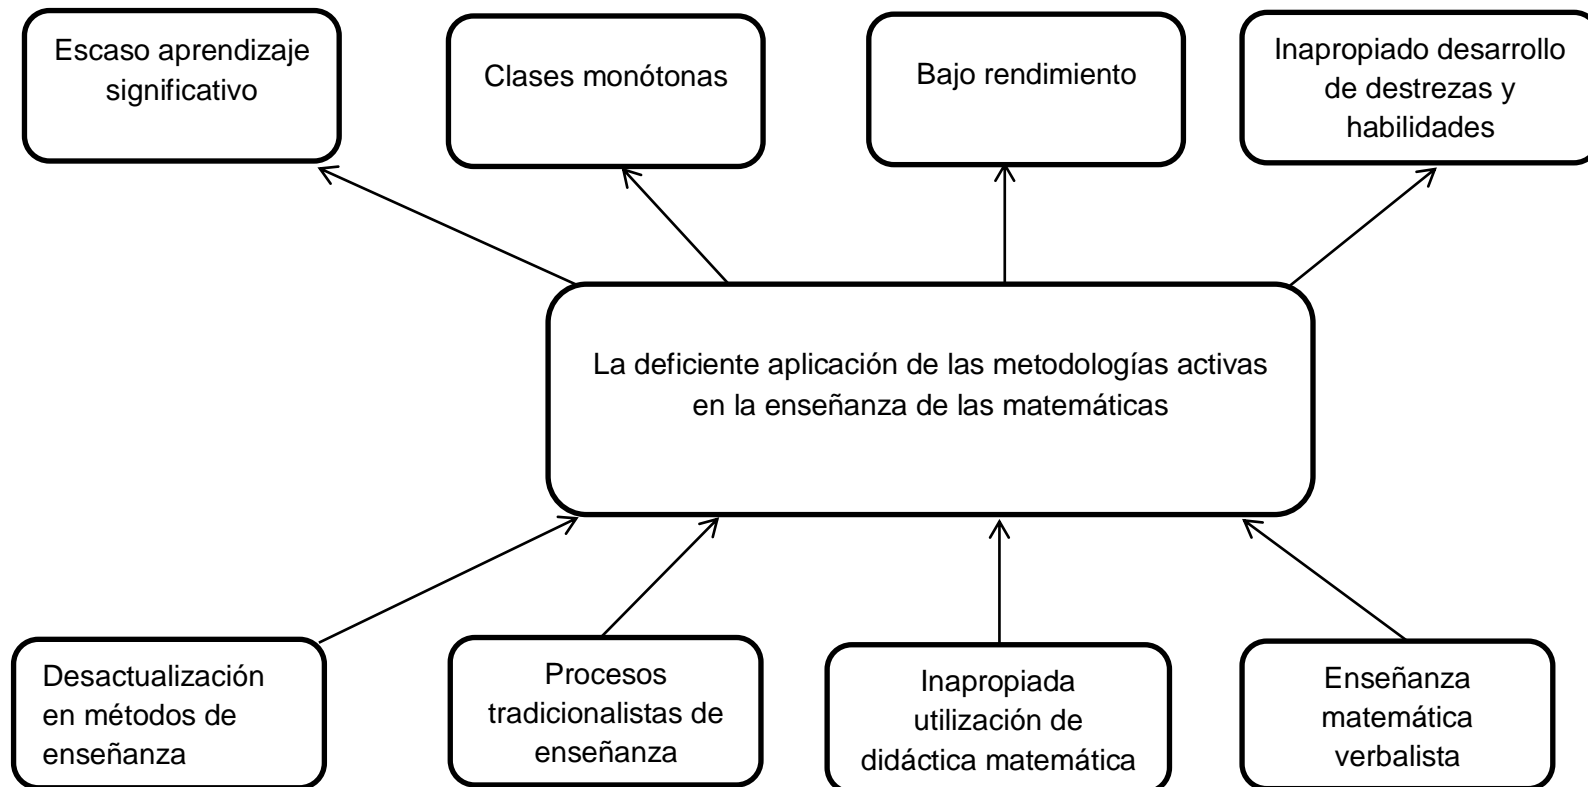 Escaso aprendizaje
significativo
Clases monótonas
Bajo rendimiento
Inapropiado desarrollo
de destrezas y
habilidades
La deficiente aplicación de las metodologías activas
en la enseñanza de las matemáticas
Desactualización
en métodos de
enseñanza
Procesos
tradicionalistas de
enseñanza
Inapropiada
utilización de
didáctica matemática
Enseñanza
matemática
verbalista